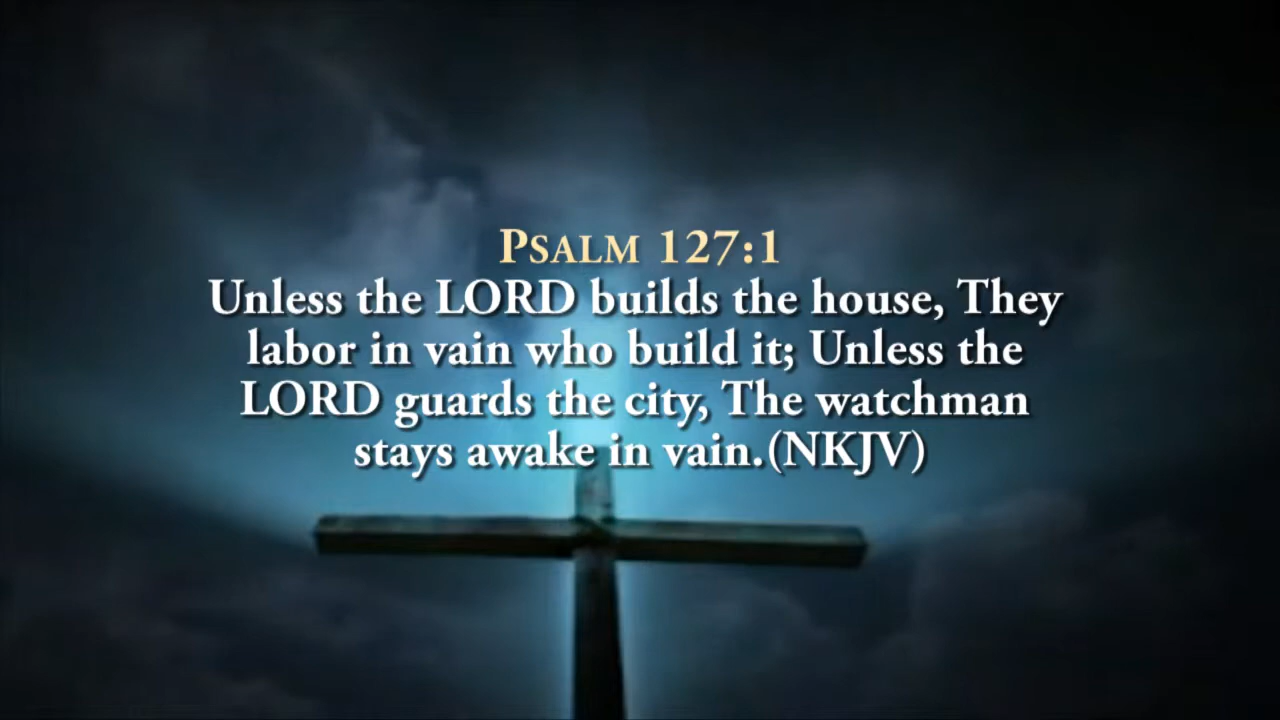 PSALM 127:1
Unless the LORD builds the house, They
labor in vain who build it; Unless the
LORD guards the city, The watchman
stays awake in vain.(NKJV)